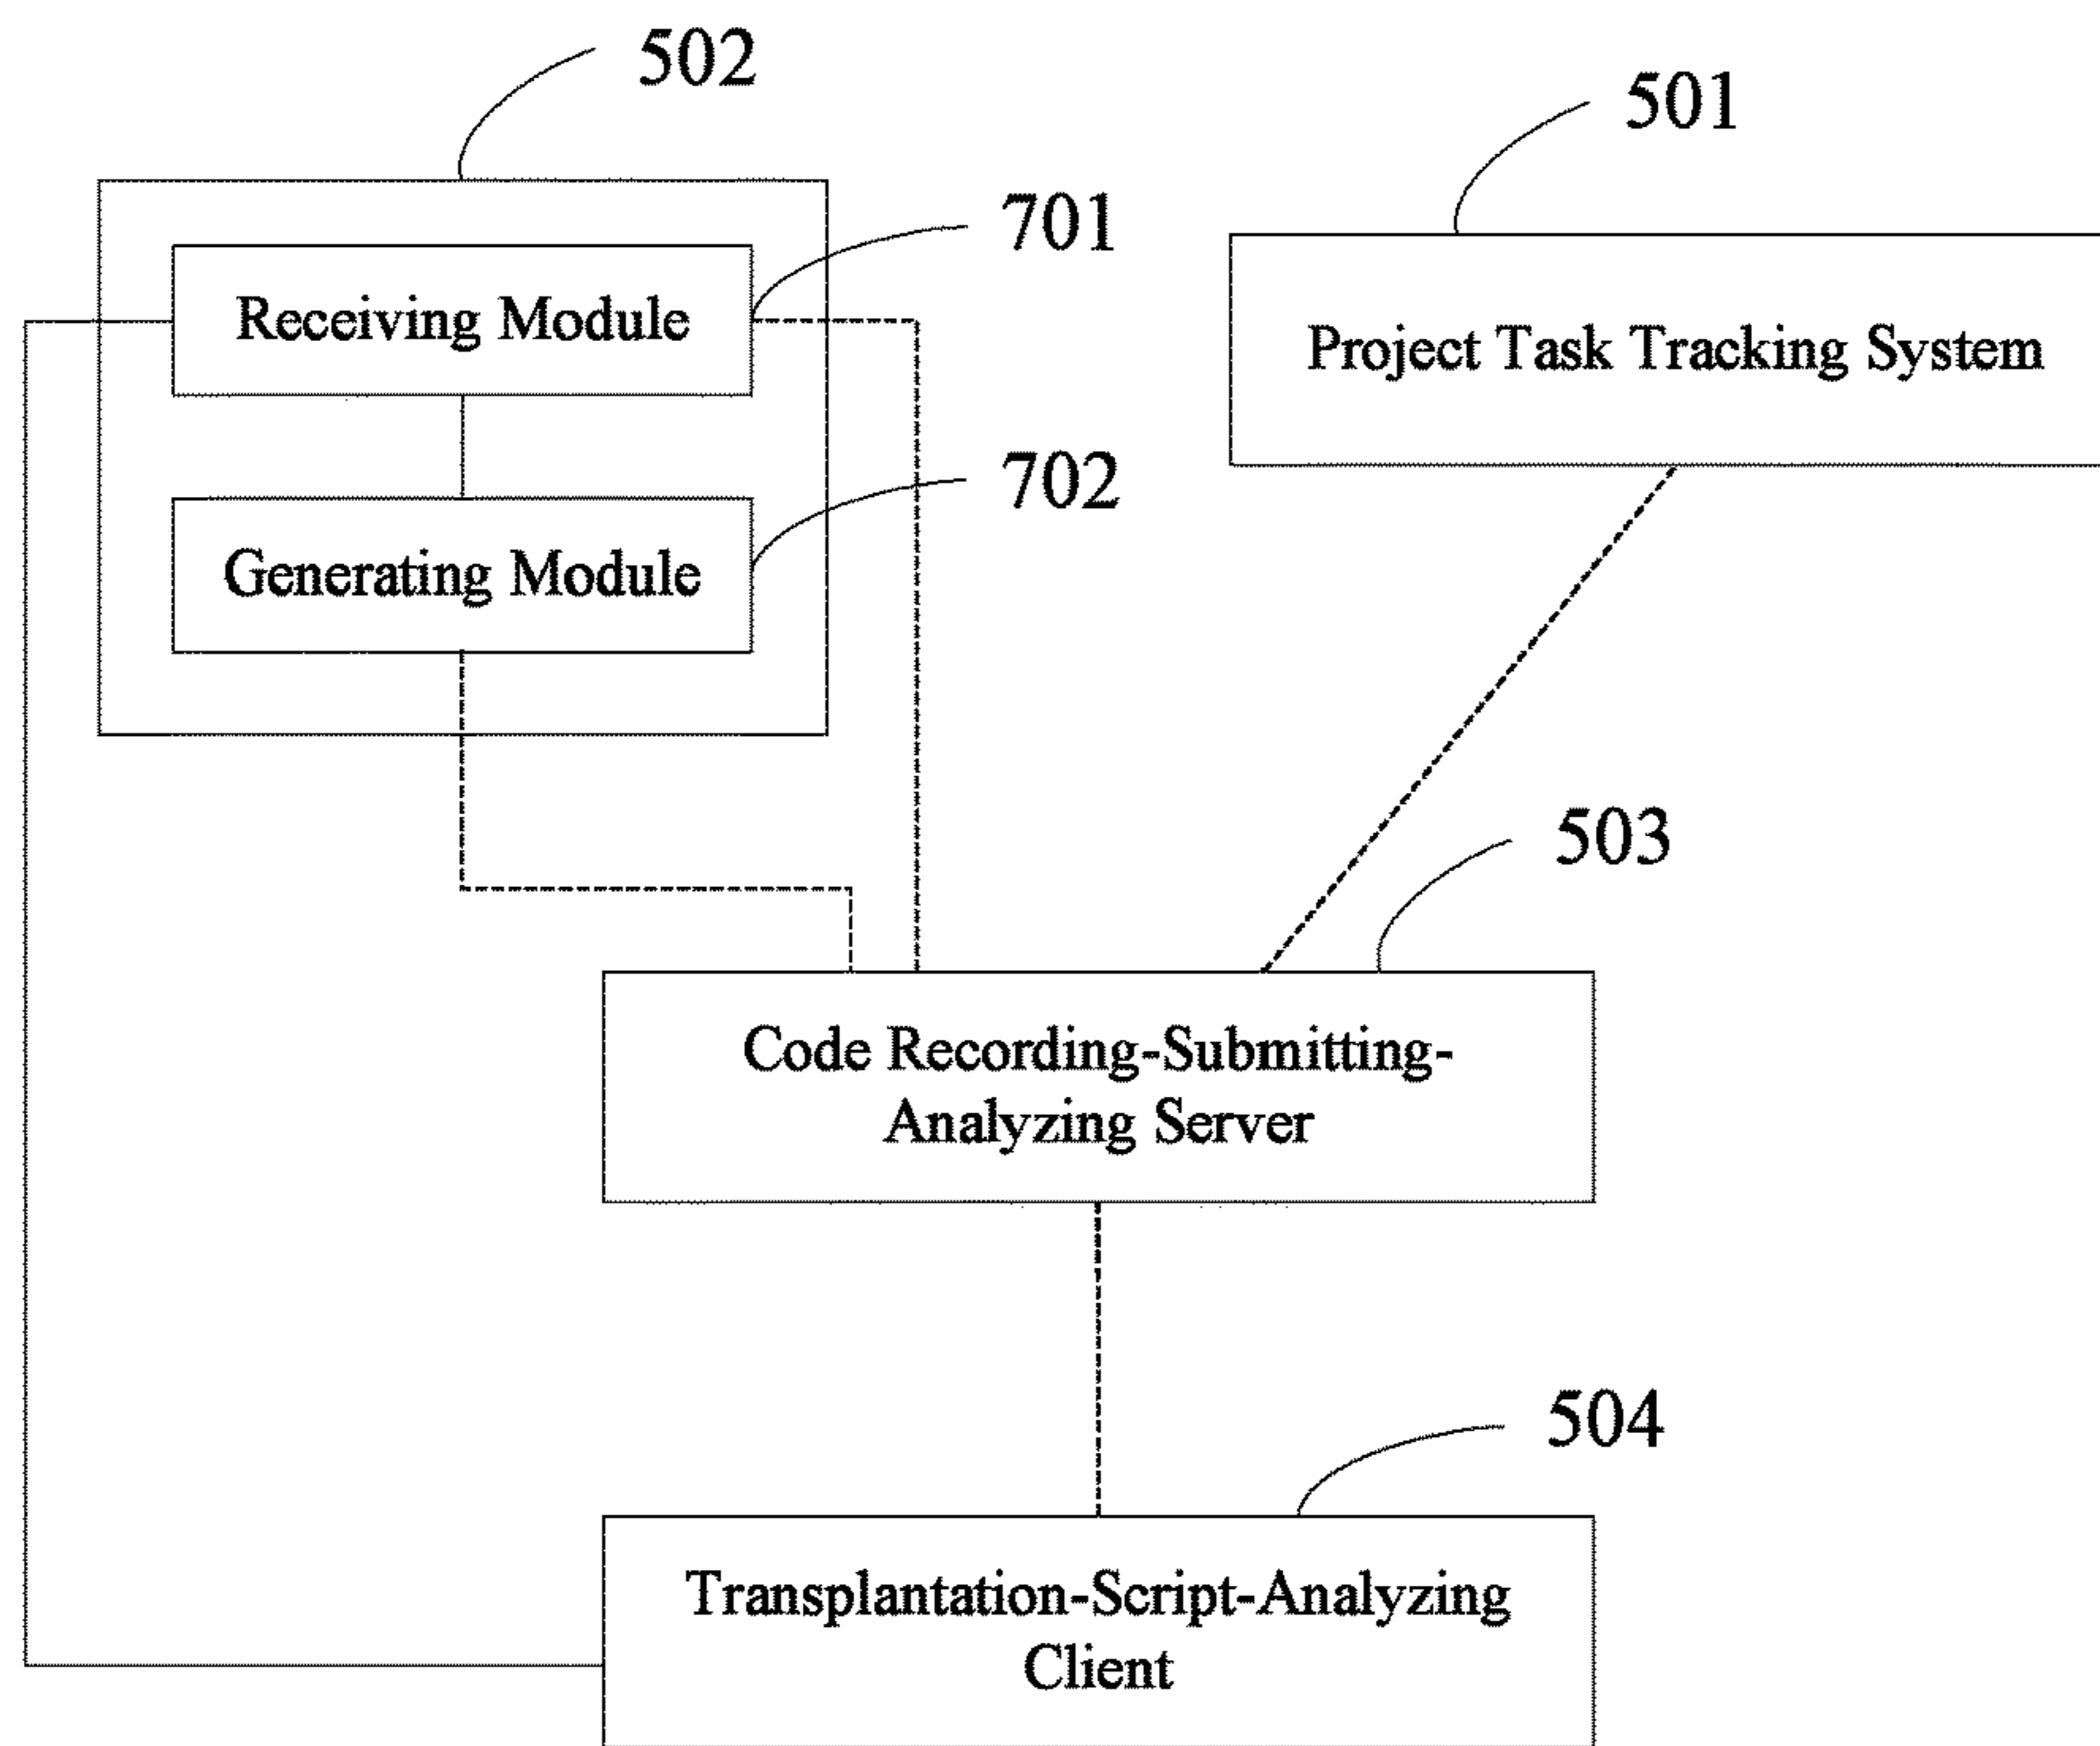 502
501
701
Receiving Module
Project Task Tracking System
702
Generating Module
503
Code Recording-Submitting-
Analyzing Server
504
Transplantation-Script-Analyzing
Client